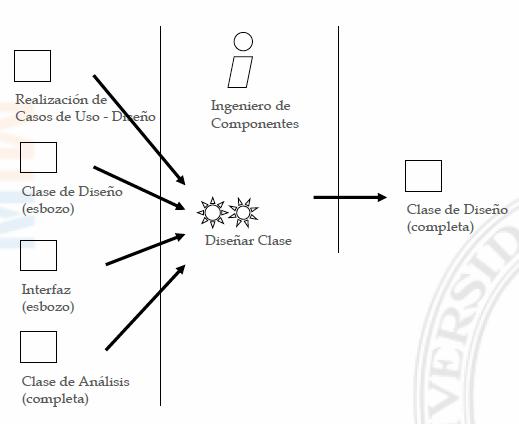 Realización de
Casos de Uso - Diseño
Clase de Diseño
(esbozo)
Interfaz
(esbozo)
Clase de Análisis
(completa)
Ingeniero de
Componentes
Diseñar Clase
Clase de Diseño
(completa)
VERSID